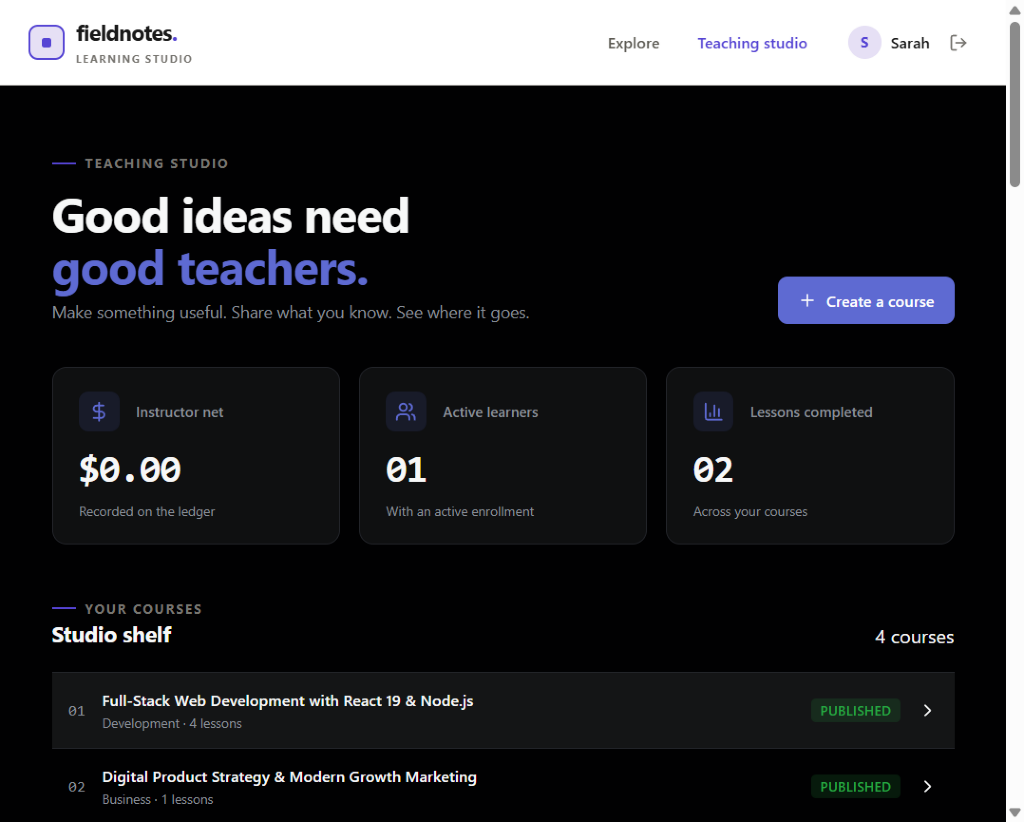 fieldnotes.
LEARNING STUDIO
Explore
Teaching studio
S
Sarah
TEACHING STUDIO
Good ideas need
good teachers.
Make something useful. Share what you know. See where it goes.
Create a course
Instructor net
$0.00
Recorded on the ledger
Active learners
01
With an active enrollment
Lessons completed
02
Across your courses
YOUR COURSES
Studio shelf
4 courses
01
Full-Stack Web Development with React 19 & Node.js
Development · 4 lessons
PUBLISHED
02
Digital Product Strategy & Modern Growth Marketing
Business · 1 lessons
PUBLISHED